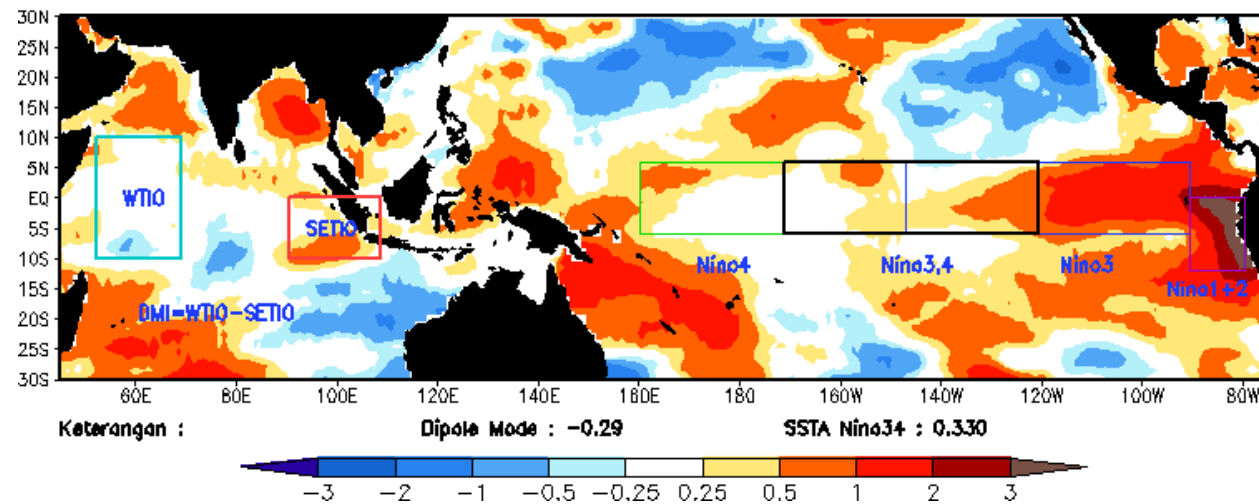 30N
25N
20N
15N
10N
5N
EQ
5S
10S
15S
20S
25S
30S
WTIO
SETIO
DMI=WTIO-SETIO
Nino4
Nino3,4
Nino3
Nino1+2
60E 80E 100E 120E 140E 160E 180 160W 140W 120W 100W 80W
Keterangan : Dipole Mode : -0.29 SSTA Nino34 : 0.330
-3 -2 -1 -0.5 -0.25 0.25 0.5 1 2 3